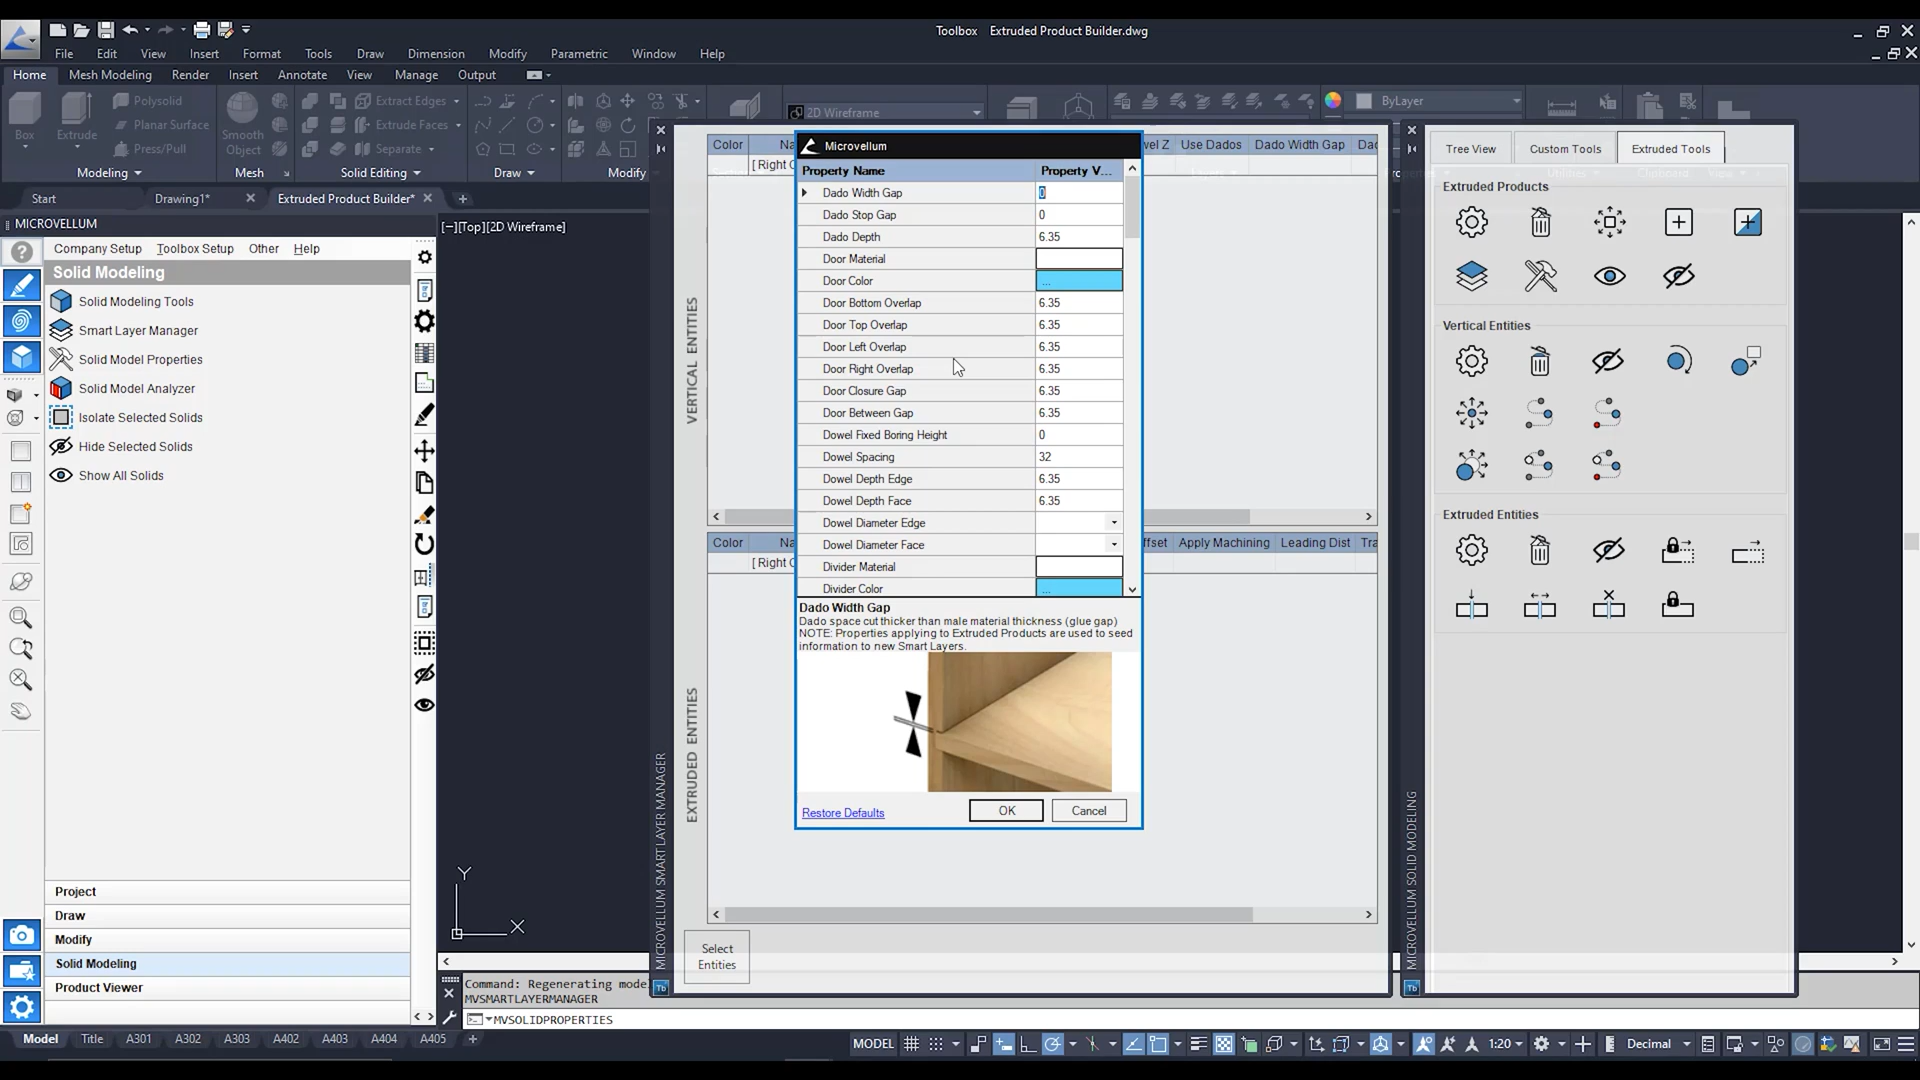 Toolbox Extruded Product Builder.dwg
File Edit View Insert Format Tools Draw Dimension Modify Parametric Window Help
Home Mesh Modeling Render Insert Annotate View Manage Output
Box
Extrude
Polysolid
Planar Surface
Press/Pull
Modeling
Smooth
Object
Mesh
Extract Edges
Extrude Faces
Separate
Solid Editing
Draw
Modify
2D Wireframe
ByLayer
Start
Drawing1*
Extruded Product Builder*
MICROVELLUM
Company Setup Toolbox Setup Other Help
Solid Modeling
Solid Modeling Tools
Smart Layer Manager
Solid Model Properties
Solid Model Analyzer
Isolate Selected Solids
Hide Selected Solids
Show All Solids
Project
Draw
Modify
Solid Modeling
Product Viewer
[−][Top][2D Wireframe]
Y
X
Command: Regenerating mode
MVSMARTLAYERMANAGER
MVSOLIDPROPERTIES
MICROVELLUM SMART LAYER MANAGER
VERTICAL ENTITIES
Color Na
[Right C
vel Z Use Dados Dado Width Gap Dad
EXTRUDED ENTITIES
Color Na
[Right C
ffset Apply Machining Leading Dist Tra
Select
Entities
Tb
Microvellum
Property Name Property V...
Dado Width Gap 0
Dado Stop Gap 0
Dado Depth 6.35
Door Material
Door Color ...
Door Bottom Overlap 6.35
Door Top Overlap 6.35
Door Left Overlap 6.35
Door Right Overlap 6.35
Door Closure Gap 6.35
Door Between Gap 6.35
Dowel Fixed Boring Height 0
Dowel Spacing 32
Dowel Depth Edge 6.35
Dowel Depth Face 6.35
Dowel Diameter Edge
Dowel Diameter Face
Divider Material
Divider Color ...
Dado Width Gap
Dado space cut thicker than male material thickness (glue gap)
NOTE: Properties applying to Extruded Products are used to seed
information to new Smart Layers.
Restore Defaults
OK
Cancel
MICROVELLUM SOLID MODELING
Tb
Tree View Custom Tools Extruded Tools
Extruded Products
Vertical Entities
Extruded Entities
Model Title A301 A302 A303 A402 A403 A404 A405
MODEL
1:20
Decimal